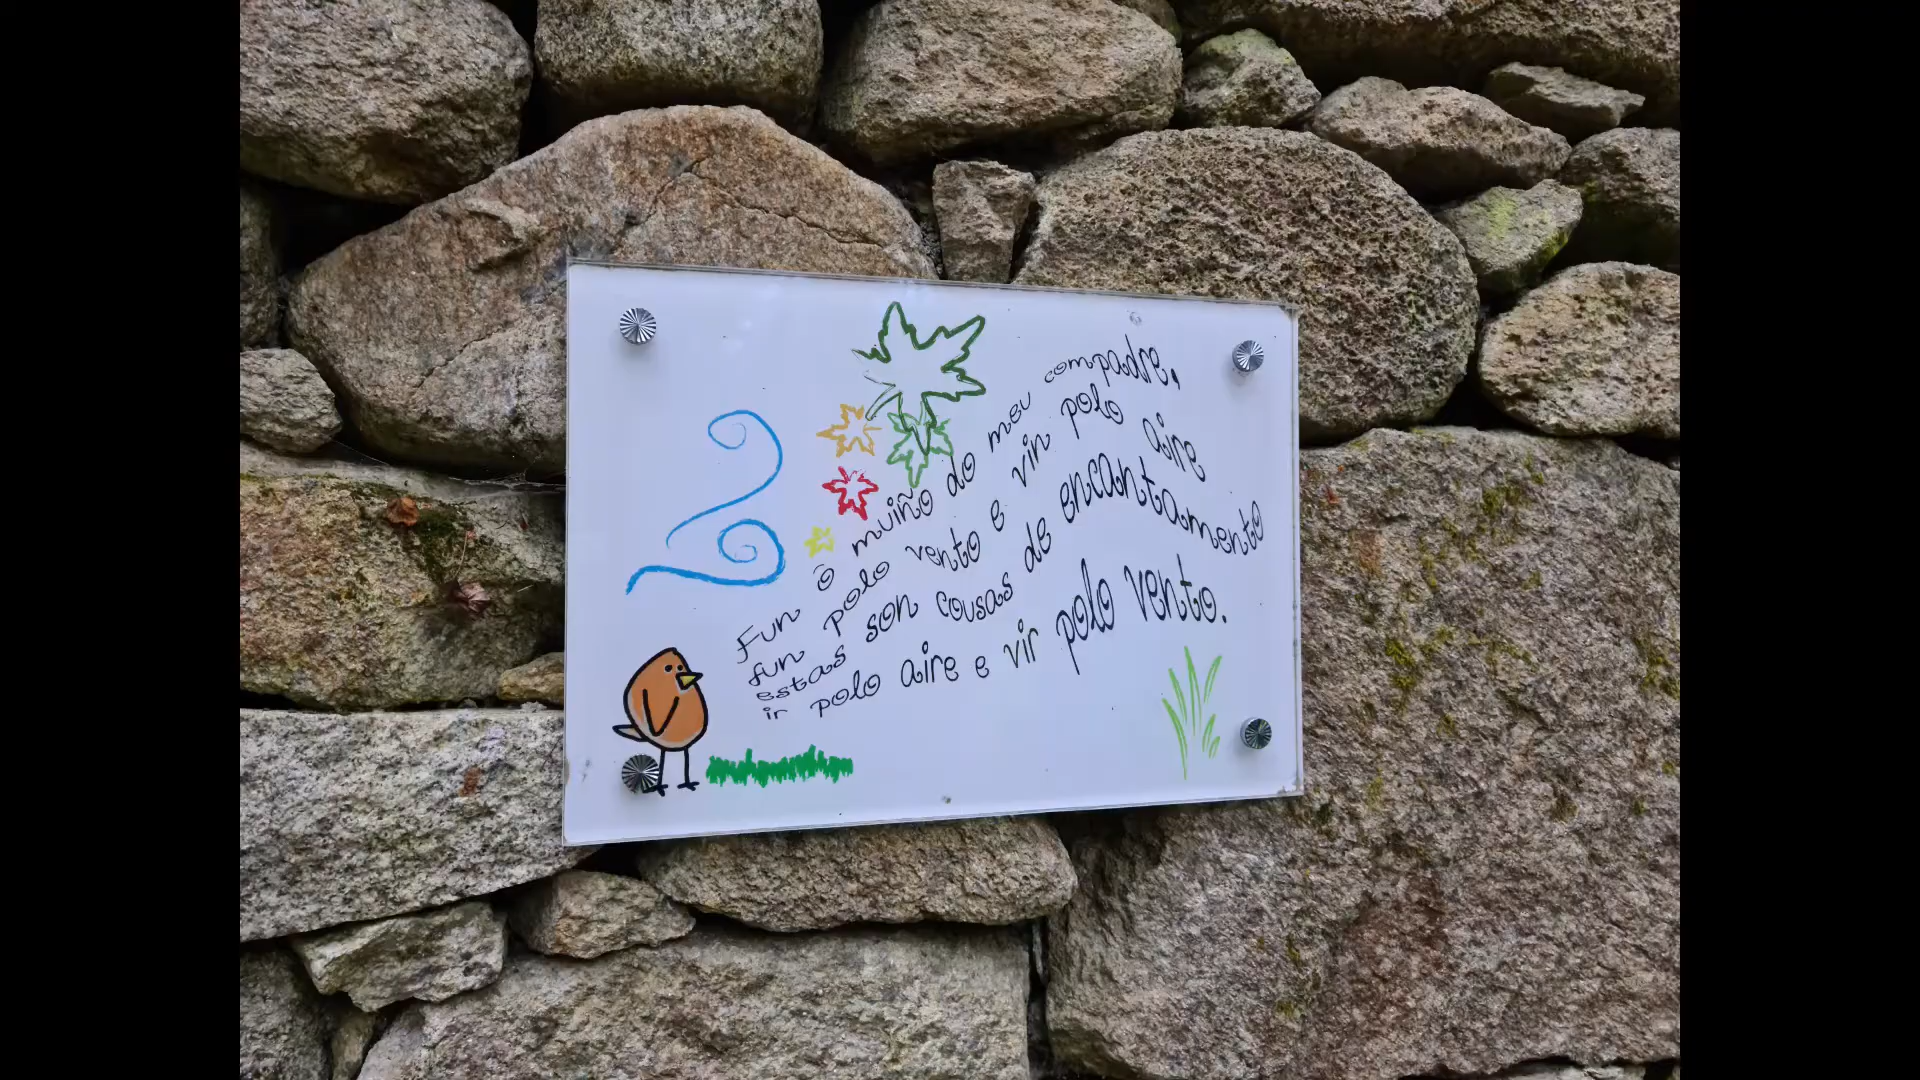 Fun ô muiño do meu compadre,
fun polo vento e vin polo aire
estas son cousas de encantamento
ir polo aire e vir polo vento.